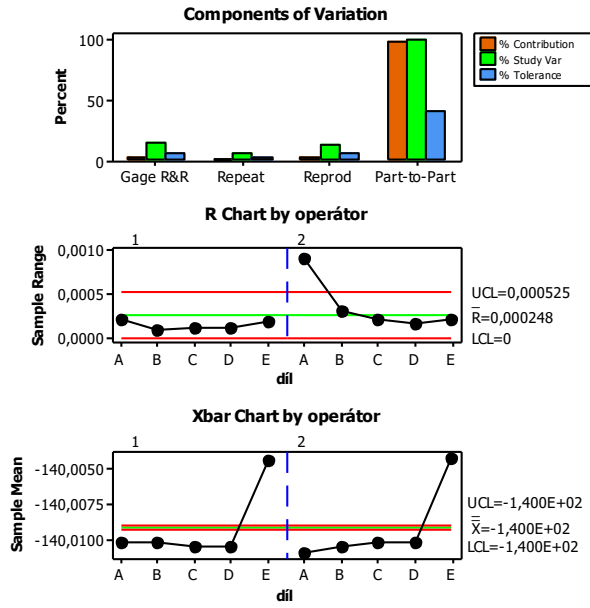 Components of Variation
Percent
100
50
0
Gage R&R Repeat Reprod Part-to-Part
% Contribution
% Study Var
% Tolerance
R Chart by operátor
Sample Range
1 2
0,0010
0,0005
0,0000
UCL=0,000525
R=0,000248
LCL=0
A B C D E A B C D E
díl
Xbar Chart by operátor
Sample Mean
1 2
-140,0050
-140,0075
-140,0100
UCL=-1,400E+02
X=-1,400E+02
LCL=-1,400E+02
A B C D E A B C D E
díl